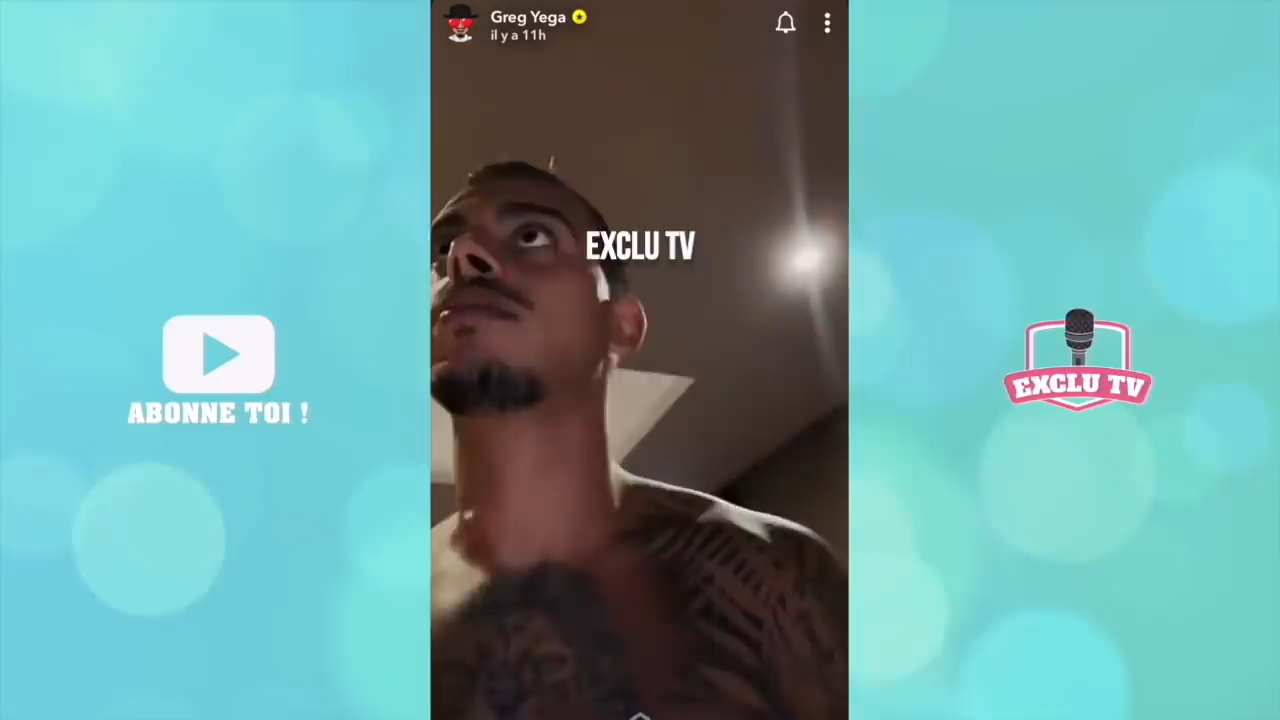 Greg Yega
il y a 11h
EXCLU TV
ABONNE TOI !
EXCLU TV